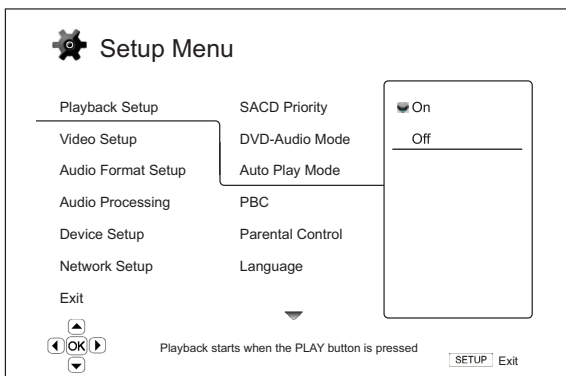 Setup Menu
Playback Setup
Video Setup
Audio Format Setup
Audio Processing
Device Setup
Network Setup
Exit
SACD Priority
DVD-Audio Mode
Auto Play Mode
PBC
Parental Control
Language
On
Off
OK
Playback starts when the PLAY button is pressed
SETUP Exit